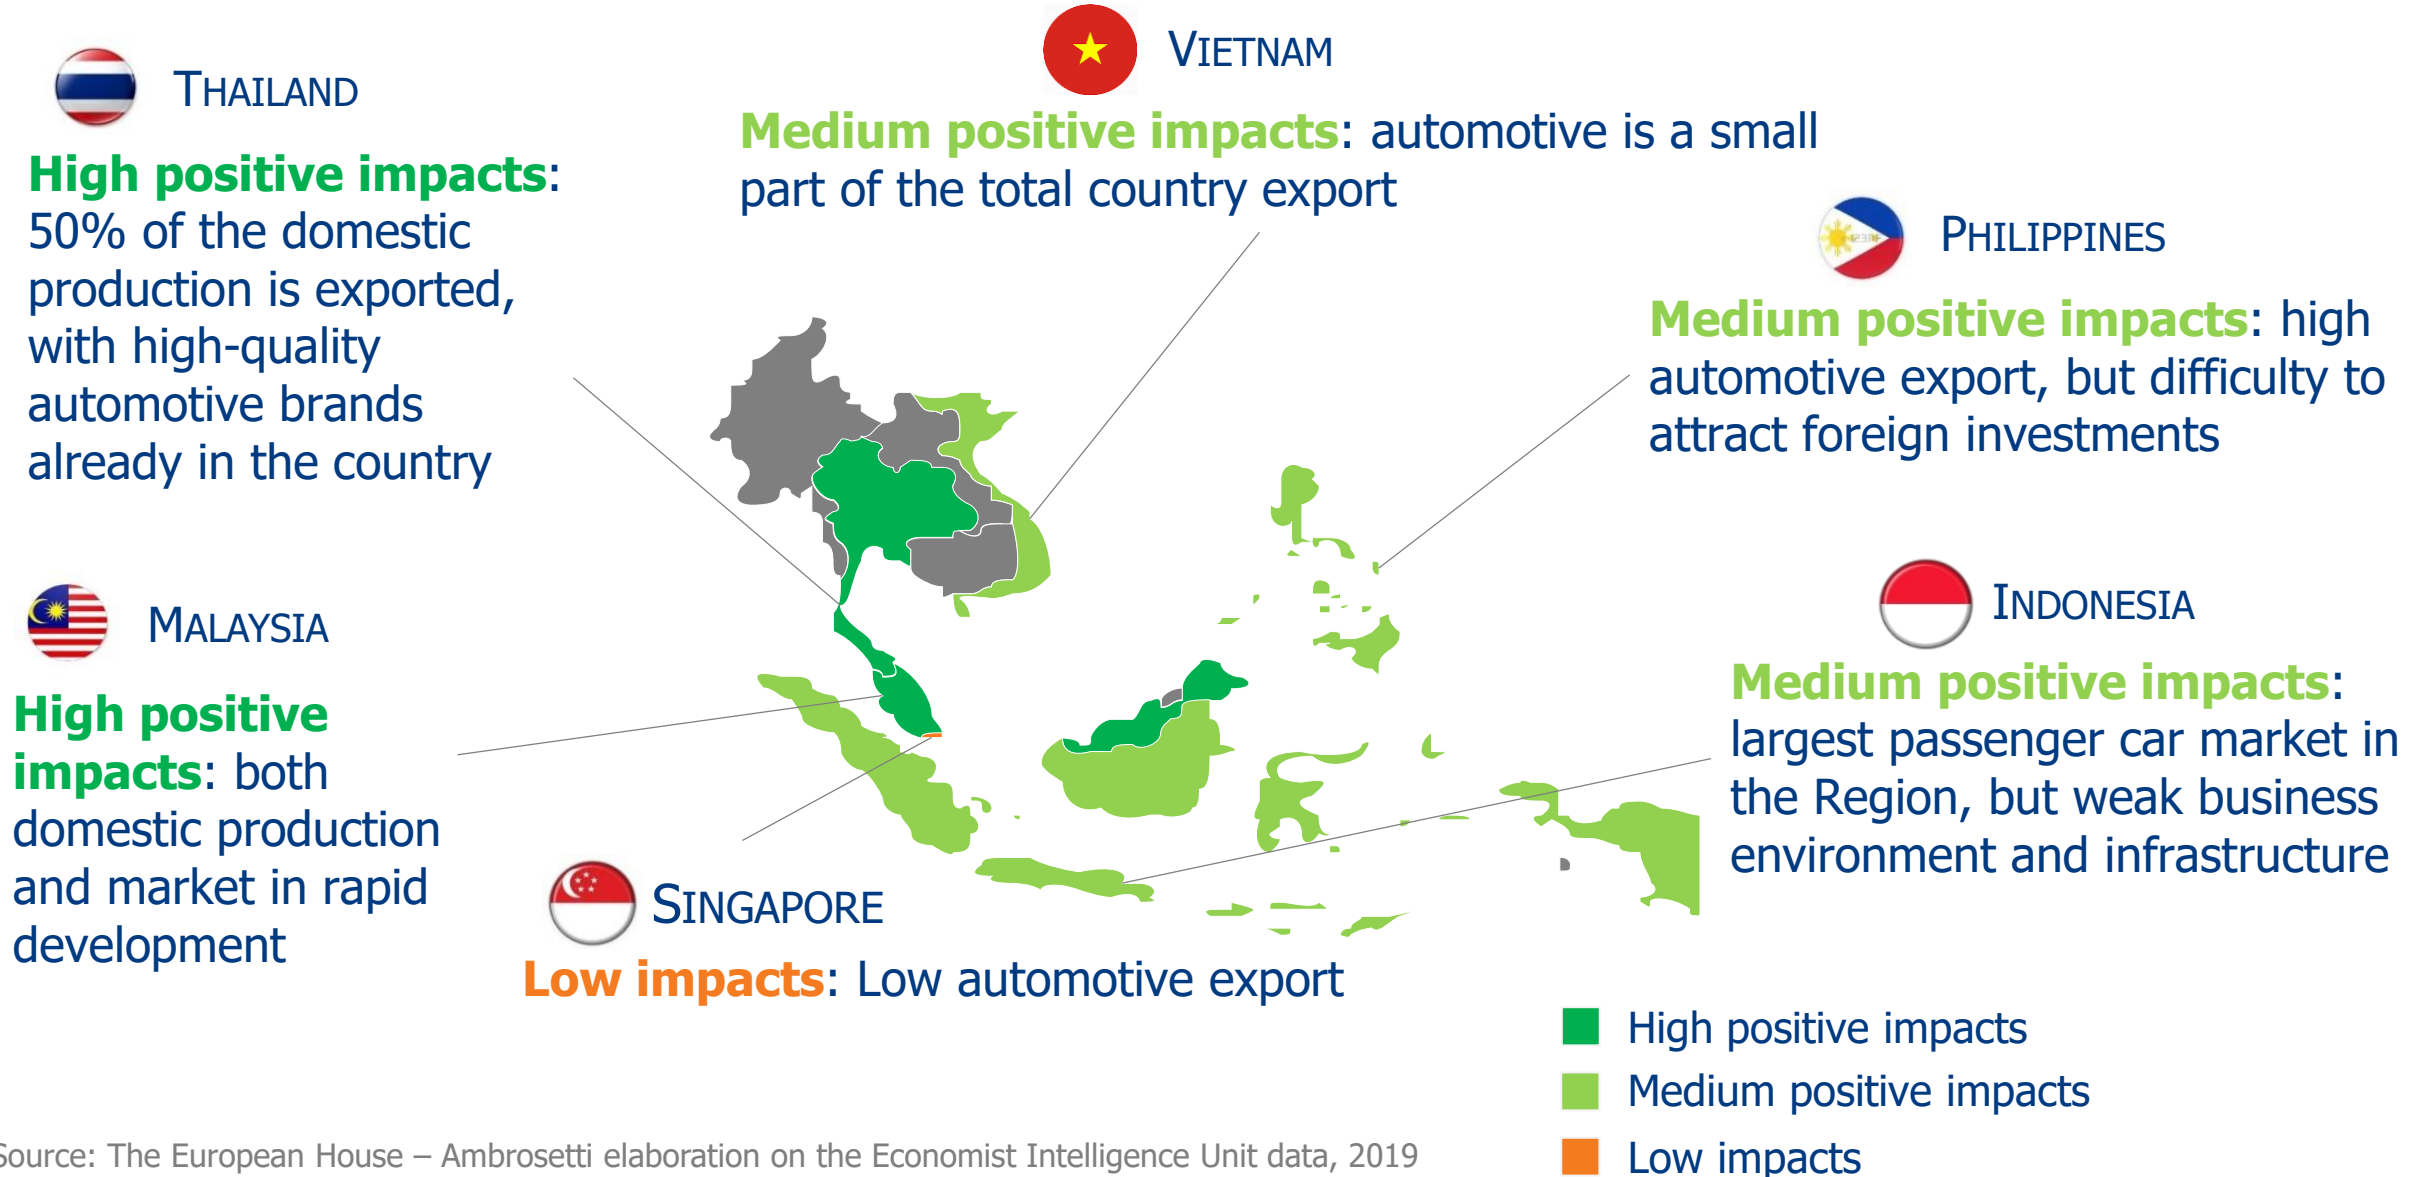 THAILAND
High positive impacts:
50% of the domestic
production is exported,
with high-quality
automotive brands
already in the country
VIETNAM
Medium positive impacts: automotive is a small
part of the total country export
PHILIPPINES
Medium positive impacts: high
automotive export, but difficulty to
attract foreign investments
MALAYSIA
High positive
impacts: both
domestic production
and market in rapid
development
SINGAPORE
Low impacts: Low automotive export
INDONESIA
Medium positive impacts:
largest passenger car market in
the Region, but weak business
environment and infrastructure
High positive impacts
Medium positive impacts
Low impacts
Source: The European House – Ambrosetti elaboration on the Economist Intelligence Unit data, 2019